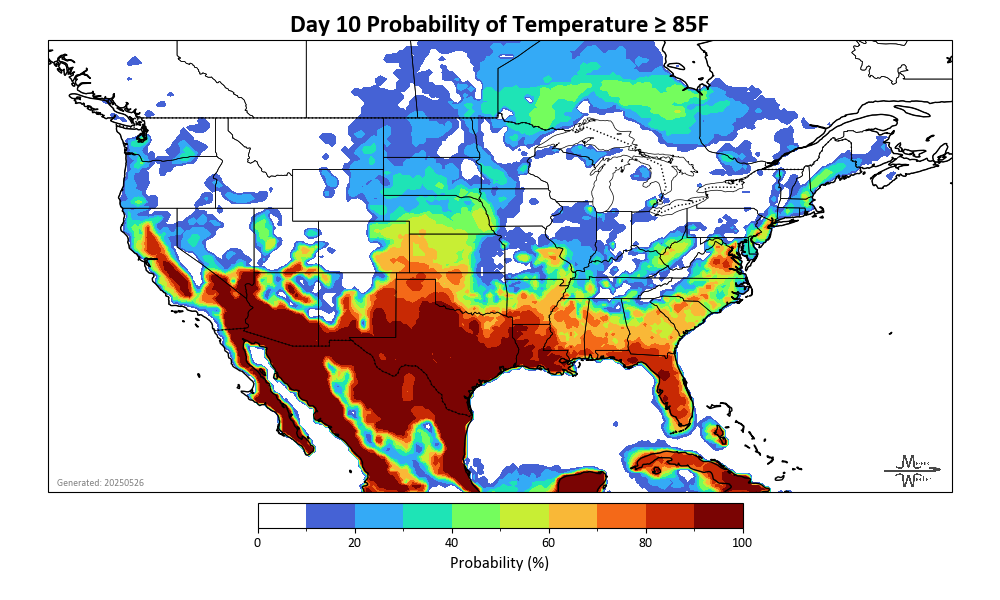 Day 10 Probability of Temperature ≥ 85F
Generated: 20250526
0 20 40 60 80 100
Probability (%)